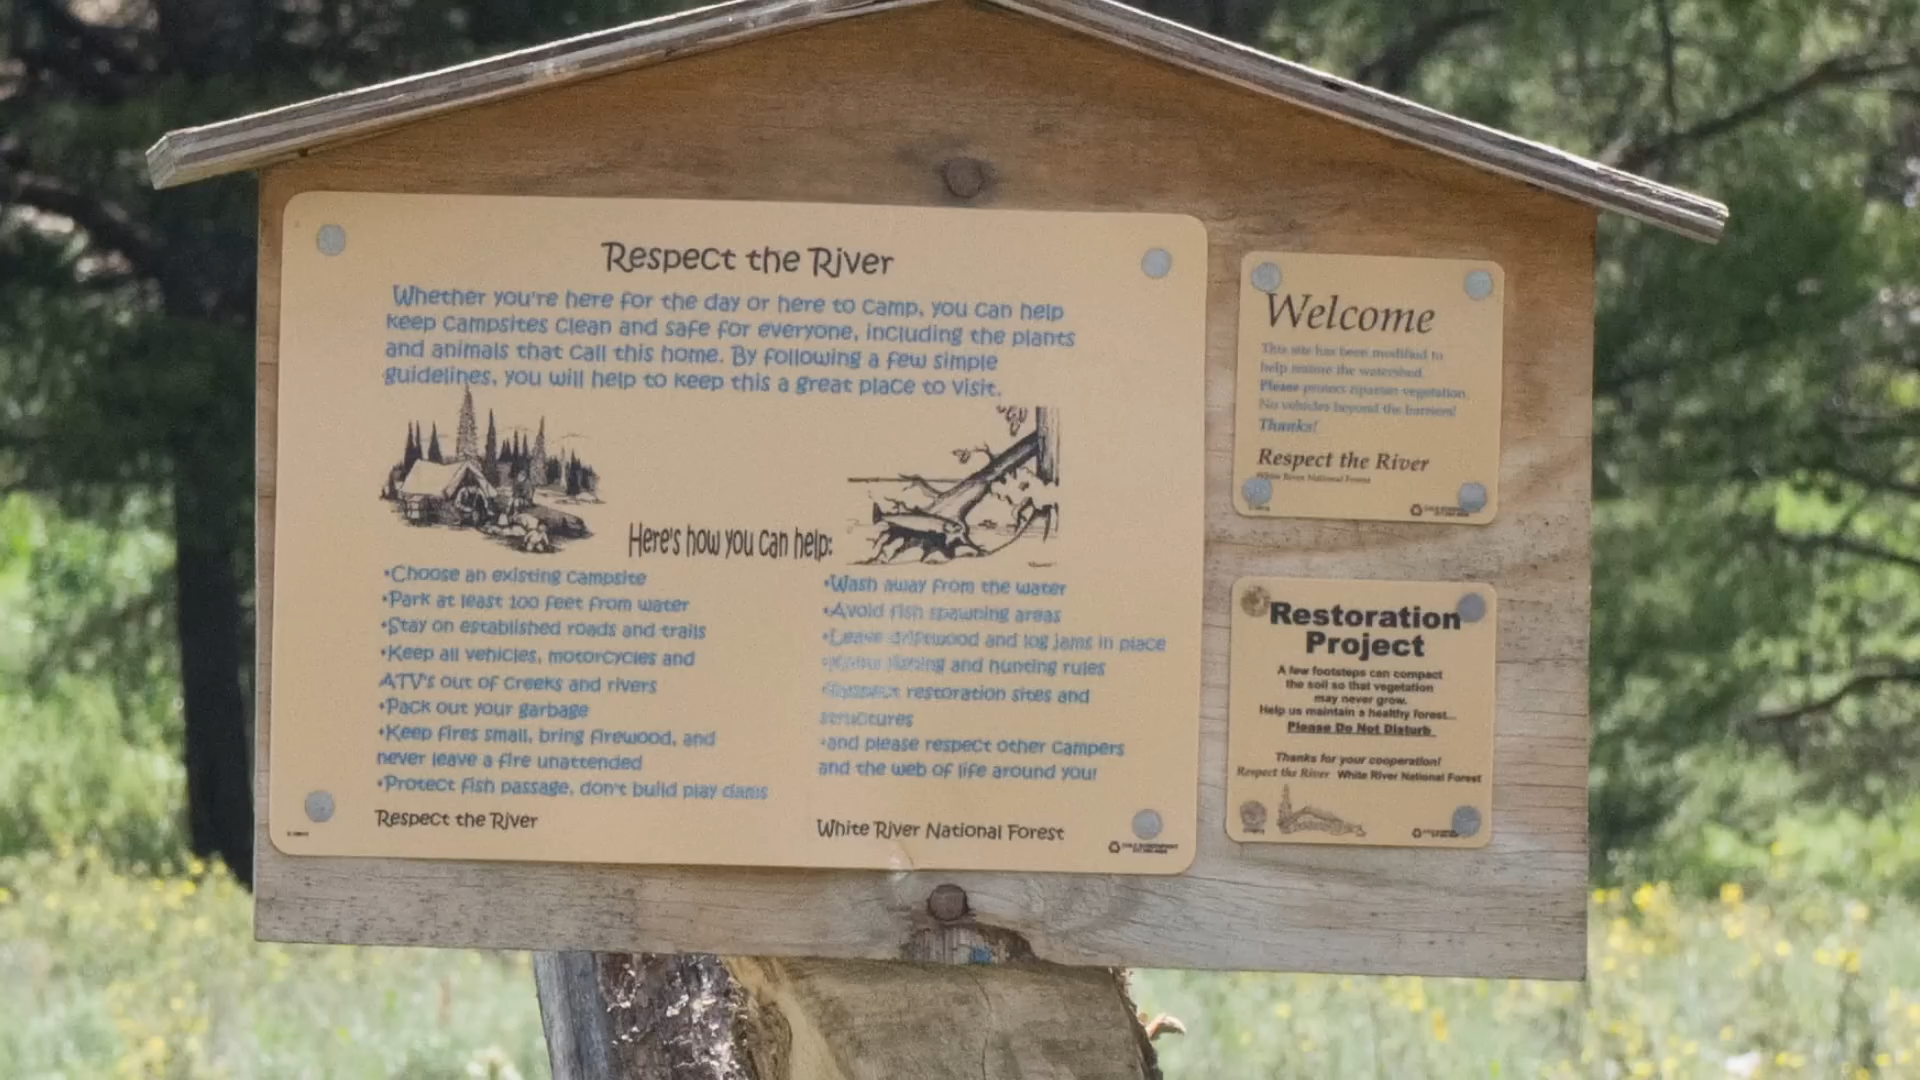 Respect the River
Whether you're here for the day or here to camp, you can help
keep campsites clean and safe for everyone, including the plants
and animals that call this home. By following a few simple
guidelines, you will help to keep this a great place to visit.
Here's how you can help:
•Choose an existing campsite
•Park at least 100 feet from water
•Stay on established roads and trails
•Keep all vehicles, motorcycles and
ATV's out of creeks and rivers
•Pack out your garbage
•Keep fires small, bring firewood, and
never leave a fire unattended
•Protect fish passage, don't build play dams
Respect the River
•Wash away from the water
•Avoid fish spawning areas
•Leave driftwood and log jams in place
fishing and hunting rules
restoration sites and
structures
•and please respect other campers
and the web of life around you!
White River National Forest
Welcome
This site has been modified to
help restore the watershed.
Please protect riparian vegetation.
No vehicles beyond the barriers!
Thanks!
Respect the River
White River National Forest
Restoration
Project
A few footsteps can compact
the soil so that vegetation
may never grow.
Help us maintain a healthy forest...
Please Do Not Disturb
Thanks for your cooperation!
Respect the River White River National Forest